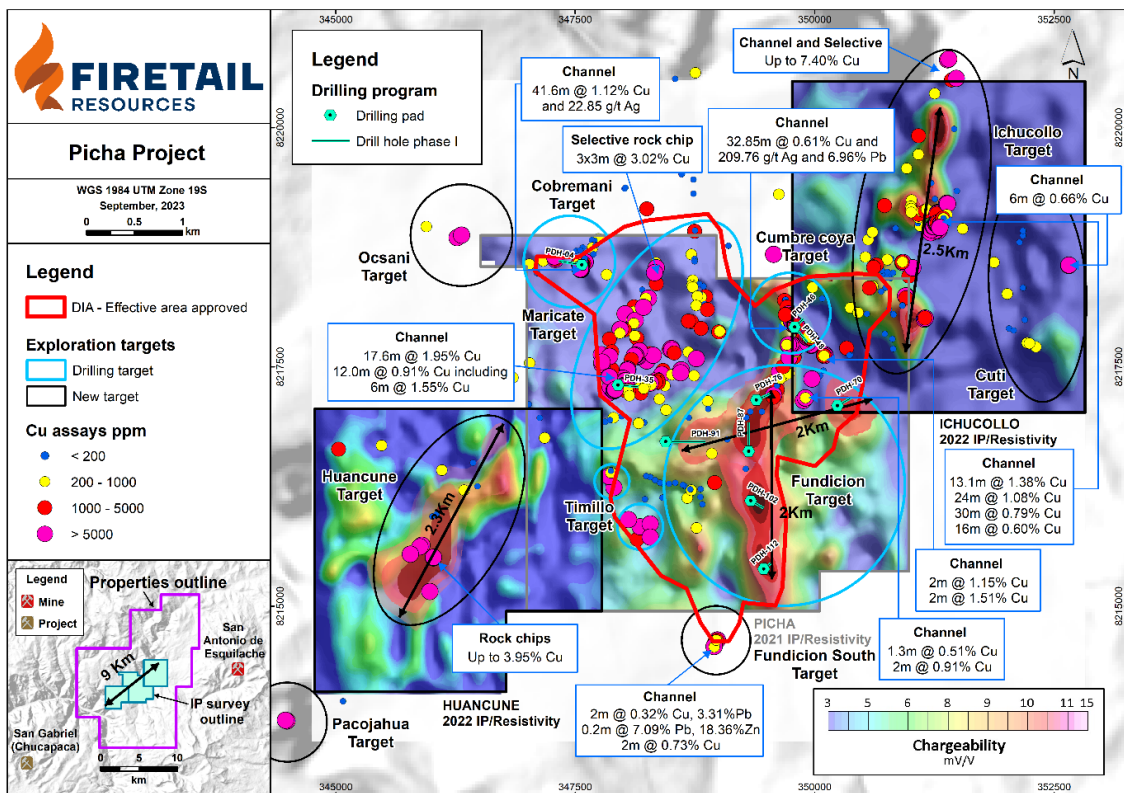 FIRETAIL
RESOURCES
Picha Project
WGS 1984 UTM Zone 19S
September, 2023
0 0.5 1
km
Legend
DIA - Effective area approved
Exploration targets
Drilling target
New target
Cu assays ppm
< 200
200 - 1000
1000 - 5000
> 5000
Legend
Mine
Project
Properties outline
San
Antonio de
Esquilache
9 Km
IP survey
outline
San Gabriel
(Chucapaca)
0 5 10
km
345000
347500
350000
352500
Legend
Drilling program
Drilling pad
Drill hole phase I
Channel
41.6m @ 1.12% Cu
and 22.85 g/t Ag
Selective rock chip
3x3m @ 3.02% Cu
Channel
32.85m @ 0.61% Cu and
209.76 g/t Ag and 6.96% Pb
Channel and Selective
Up to 7.40% Cu
N
8220000
8220000
Ichucollo
Target
Channel
6m @ 0.66% Cu
Cobremani
Target
Ocsani
Target
PDH-04
Cumbre coya
Target
2.5Km
Maricate
Target
PDH-46
PDH-48
Channel
17.6m @ 1.95% Cu
12.0m @ 0.91% Cu including
6m @ 1.55% Cu
8217500
8217500
PDH-35
PDH-76
PDH-70
Cuti
Target
PDH-91
PDH-87
2Km
ICHUCOLLO
2022 IP/Resistivity
Huancune
Target
2.3Km
Timillo
Target
Fundicion
Target
PDH-102
2Km
PDH-112
Channel
13.1m @ 1.38% Cu
24m @ 1.08% Cu
30m @ 0.79% Cu
16m @ 0.60% Cu
2m @ 1.15% Cu
2m @ 1.51% Cu
8215000
8215000
Rock chips
Up to 3.95% Cu
PICHA
2021 IP/Resistivity
Fundicion South
Target
Channel
1.3m @ 0.51% Cu
2m @ 0.91% Cu
HUANCUNE
2022 IP/Resistivity
Pacojahua
Target
Channel
2m @ 0.32% Cu, 3.31%Pb
0.2m @ 7.09% Pb, 18.36%Zn
2m @ 0.73% Cu
3 5 6 8 10 11 15
Chargeability
mV/V
345000
347500
350000
352500